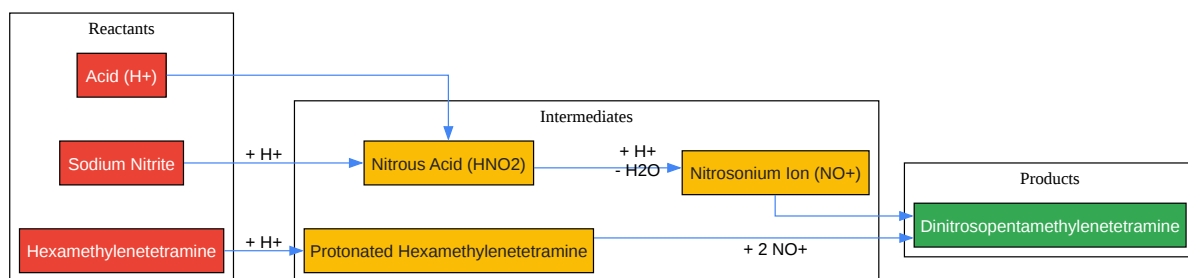 Reactants
Acid (H+)
Intermediates
Sodium Nitrite
+ H+
Nitrous Acid (HNO2)
+ H+
- H2O
Nitrosonium Ion (NO+)
Products
Hexamethylenetetramine
+ H+
Protonated Hexamethylenetetramine
+ 2 NO+
Dinitrosopentamethylenetetramine